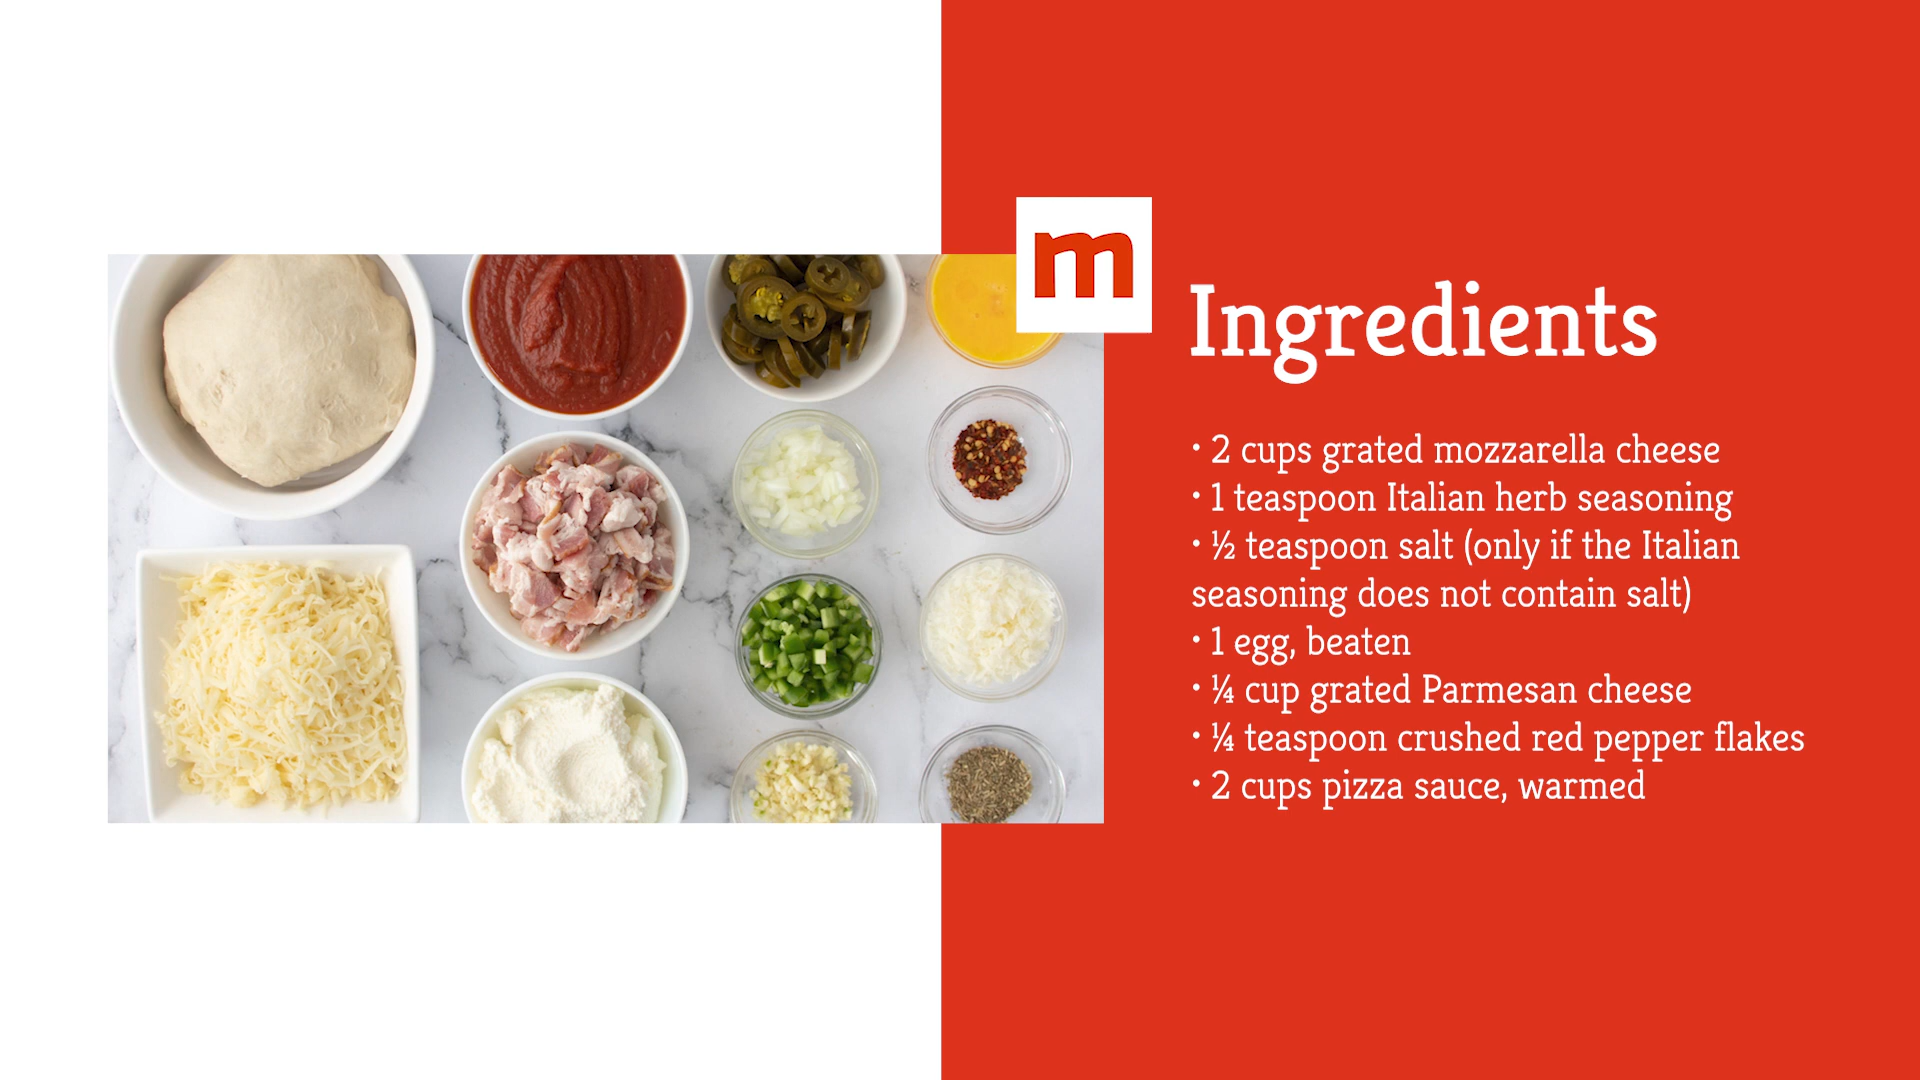 m
Ingredients
• 2 cups grated mozzarella cheese
• 1 teaspoon Italian herb seasoning
• ½ teaspoon salt (only if the Italian
seasoning does not contain salt)
• 1 egg, beaten
• ¼ cup grated Parmesan cheese
• ¼ teaspoon crushed red pepper flakes
• 2 cups pizza sauce, warmed